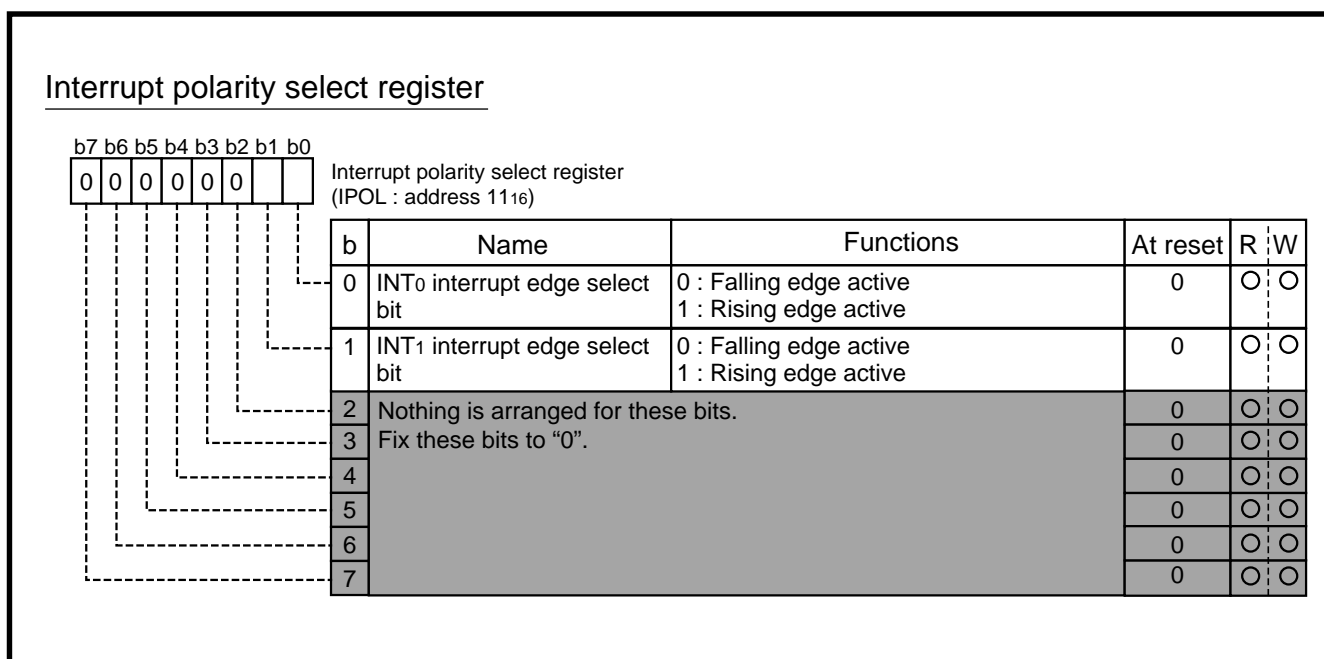 Interrupt polarity select register
b7 b6 b5 b4 b3 b2 b1 b0
0 0 0 0 0 0
Interrupt polarity select register
(IPOL : address 1116)
b Name Functions At reset R W
0 INT0 interrupt edge select bit 0 : Falling edge active 0 O O
1 : Rising edge active
1 INT1 interrupt edge select bit 0 : Falling edge active 0 O O
1 : Rising edge active
2 Nothing is arranged for these bits. 0 O O
3 Fix these bits to “0”. 0 O O
4 0 O O
5 0 O O
6 0 O O
7 0 O O